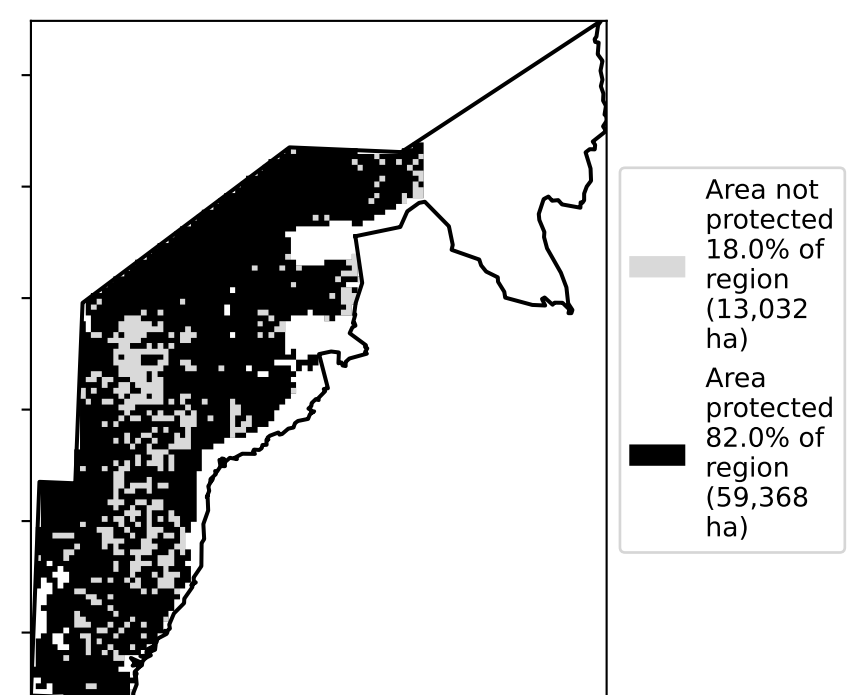 Area not
protected
18.0% of
region
(13,032
ha)
Area
protected
82.0% of
region
(59,368
ha)